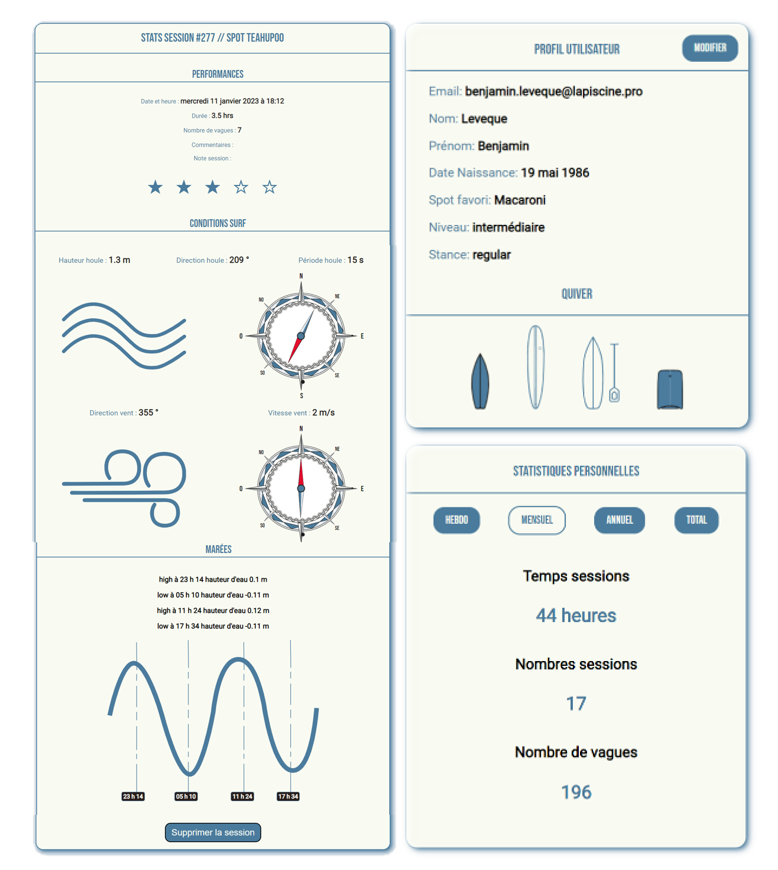 STATS SESSION #277 // SPOT TEAHUPOO
PERFORMANCES
Date et heure : mercredi 11 janvier 2023 à 18:12
Durée : 3.5 hrs
Nombre de vagues : 7
Commentaires :
Note session :
CONDITIONS SURF
Hauteur houle : 1.3 m
Direction houle : 209 °
Période houle : 15 s
N
NO
NE
O
E
SO
SE
S
Direction vent : 355 °
Vitesse vent : 2 m/s
N
NO
NE
O
E
SO
SE
MARÉES
high à 23 h 14 hauteur d'eau 0.1 m
low à 05 h 10 hauteur d'eau -0.11 m
high à 11 h 24 hauteur d'eau 0.12 m
low à 17 h 34 hauteur d'eau -0.11 m
23 h 14
05 h 10
11 h 24
17 h 34
Supprimer la session
PROFIL UTILISATEUR
MODIFIER
Email: benjamin.leveque@lapiscine.pro
Nom: Leveque
Prénom: Benjamin
Date Naissance: 19 mai 1986
Spot favori: Macaroni
Niveau: intermédiaire
Stance: regular
QUIVER
STATISTIQUES PERSONNELLES
HEBDO
MENSUEL
ANNUEL
TOTAL
Temps sessions
44 heures
Nombres sessions
17
Nombre de vagues
196